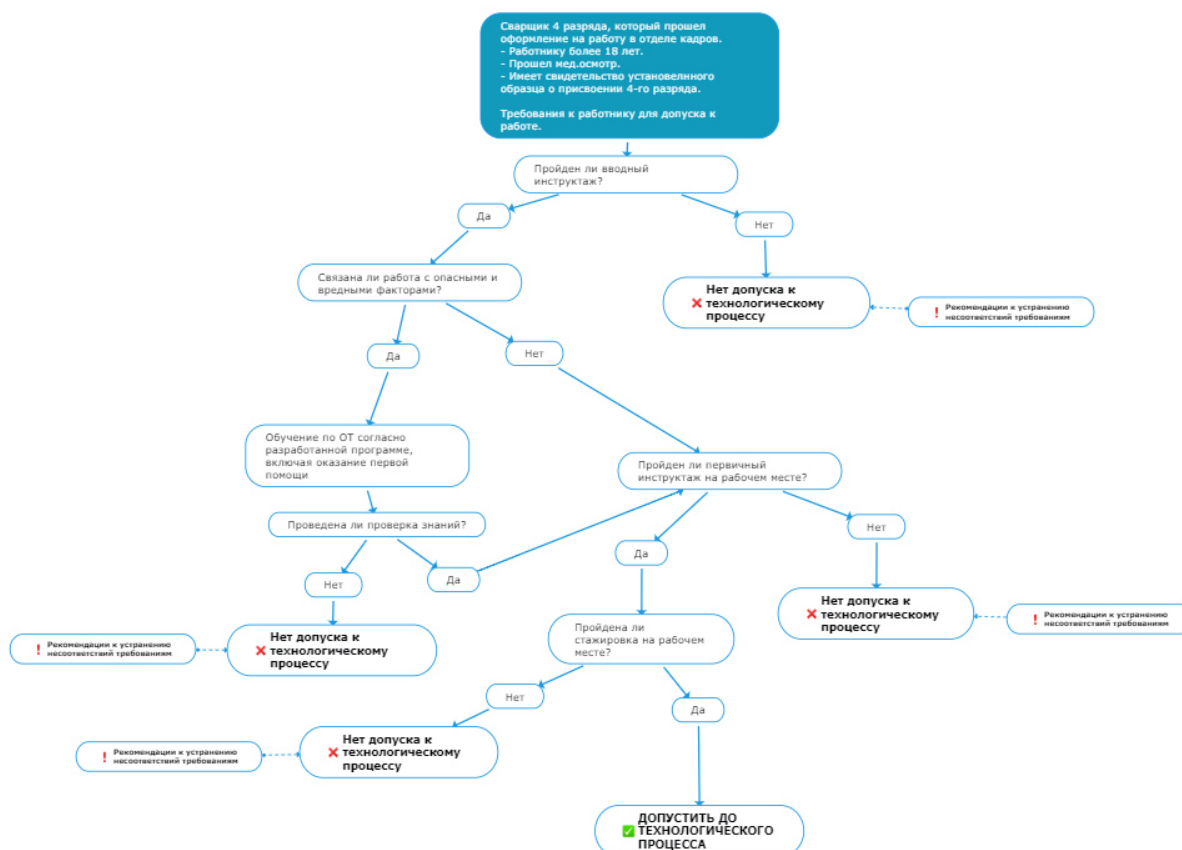 Сварщик 4 разряда, который прошел
оформление на работу в отделе кадров.
- Работнику более 18 лет.
- Прошел мед.осмотр.
- Имеет свидетельство установелнного
образца о присвоении 4-го разряда.
Требования к работнику для допуска к
работе.
Пройден ли вводный
инструктаж?
Да
Нет
Связана ли работа с опасными и
вредными факторами?
Нет допуска к
технологическому
процессу
Рекомендации к устранению
несоответствий требованиям
Да
Нет
Обучение по ОТ согласно
разработанной программе,
включая оказание первой
помощи
Пройден ли первичный
инструктаж на рабочем месте?
Проведена ли проверка знаний?
Нет
Да
Да
Нет
Нет допуска к
технологическому
процессу
Рекомендации к устранению
несоответствий требованиям
Рекомендации к устранению
несоответствий требованиям
Нет допуска к
технологическому
процессу
Пройдена ли
стажировка на рабочем
месте?
Нет
Да
Рекомендации к устранению
несоответствий требованиям
Нет допуска к
технологическому
процессу
ДОПУСТИТЬ ДО
ТЕХНОЛОГИЧЕСКОГО
ПРОЦЕССА